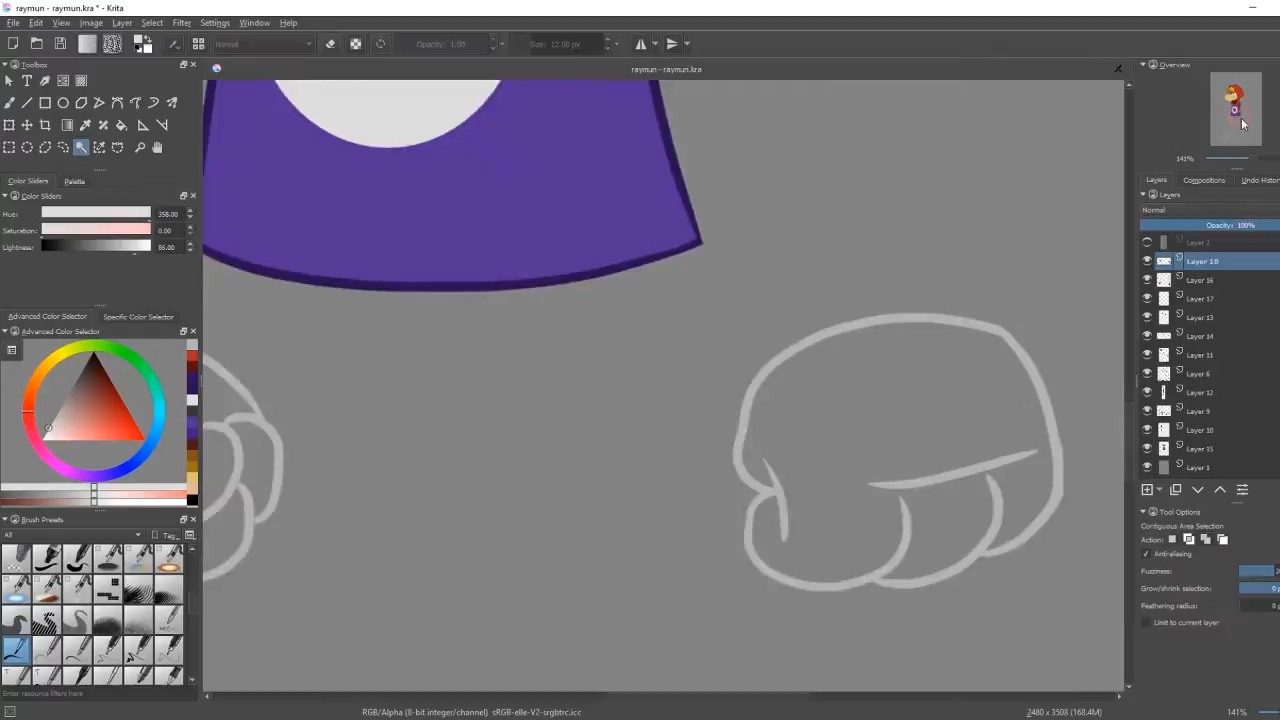 raymun - raymun.kra * - Krita
File Edit View Image Layer Select Filter Settings Window Help
Normal Opacity: 1.00 Size: 12.00 px
Toolbox
raymun - raymun.kra
Overview
141%
Color Sliders Palette
Color Sliders
Hue: 358.00
Saturation: 0.00
Lightness: 86.00
Layers Compositions Undo Histor
Layers
Normal
Opacity: 100%
Layer 2
Layer 18
Layer 16
Layer 17
Layer 13
Layer 14
Layer 11
Layer 6
Layer 12
Layer 9
Layer 10
Layer 15
Layer 1
Advanced Color Selector Specific Color Selector
Advanced Color Selector
Brush Presets
All Tag
Tool Options
Contiguous Area Selection
Action:
Anti-aliasing
Fuzziness:
Grow/shrink selection: 0 p
Feathering radius: 0 p
Limit to current layer
Enter resource filters here
RGB/Alpha (8-bit integer/channel) sRGB-elle-V2-srgbtrc.icc 2480 x 3508 (168.4M) 141%